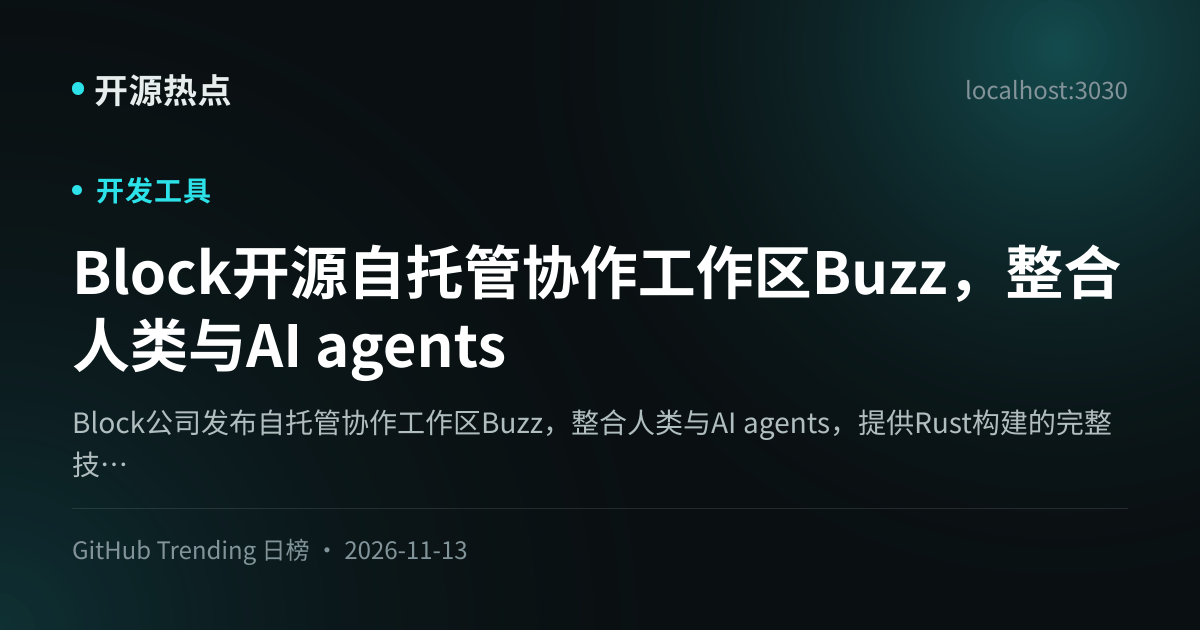 开源热点
localhost:3030
开发工具
Block开源自托管协作工作区Buzz，整合
人类与AI agents
Block公司发布自托管协作工作区Buzz，整合人类与AI agents，提供Rust构建的完整
技…
GitHub Trending 日榜 · 2026-11-13